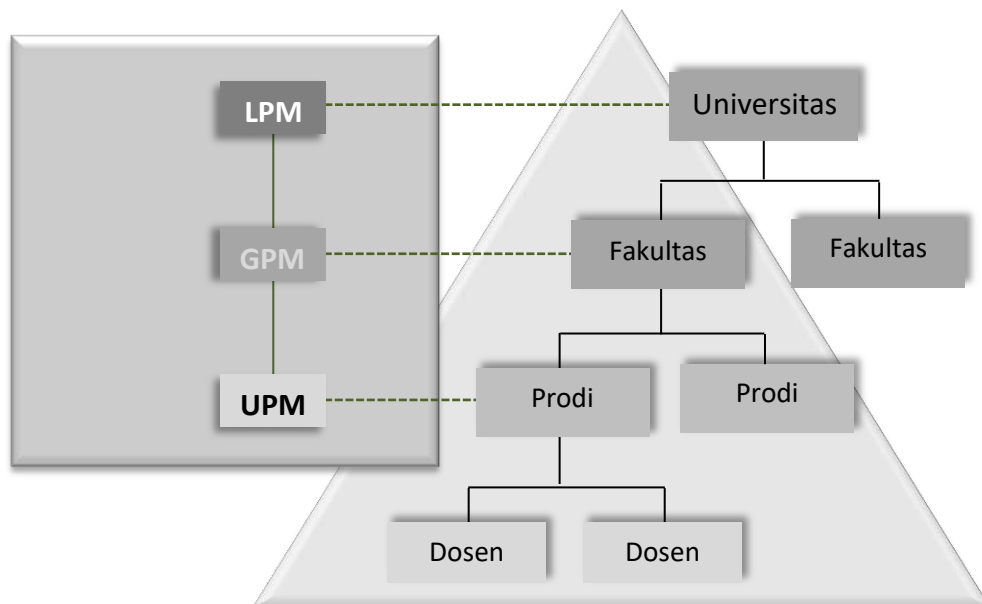 LPM
Universitas
GPM
Fakultas
Fakultas
UPM
Prodi
Prodi
Dosen
Dosen